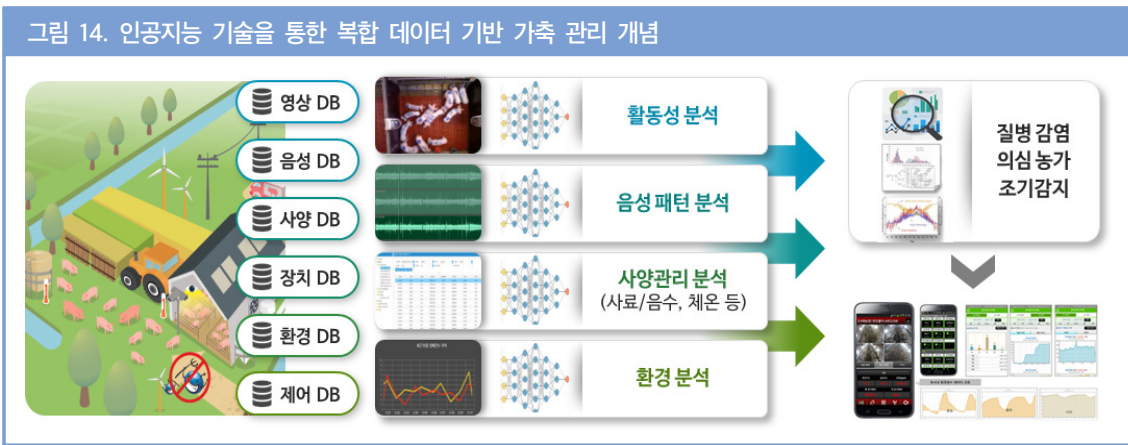 그림 14. 인공지능 기술을 통한 복합 데이터 기반 가축 관리 개념
영상 DB
음성 DB
사양 DB
장치 DB
환경 DB
제어 DB
활동성 분석
음성 패턴 분석
사양관리 분석
(사료/음수, 체온 등)
환경 분석
질병 감염
의심 농가
조기감지